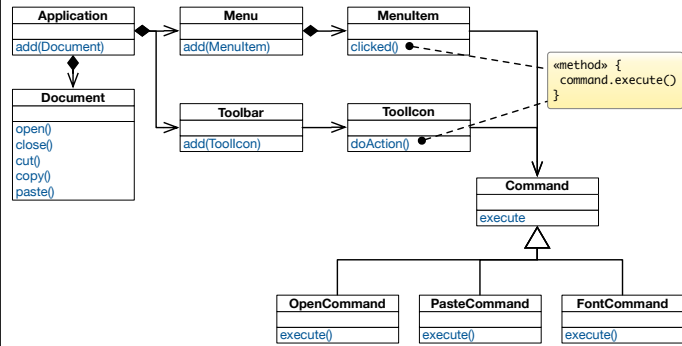 Application
add(Document)
Menu
add(MenuItem)
MenuItem
clicked()
«method» {
command.execute()
}
Document
open()
close()
cut()
copy()
paste()
Toolbar
add(ToolIcon)
ToolIcon
doAction()
Command
execute
OpenCommand
execute()
PasteCommand
execute()
FontCommand
execute()